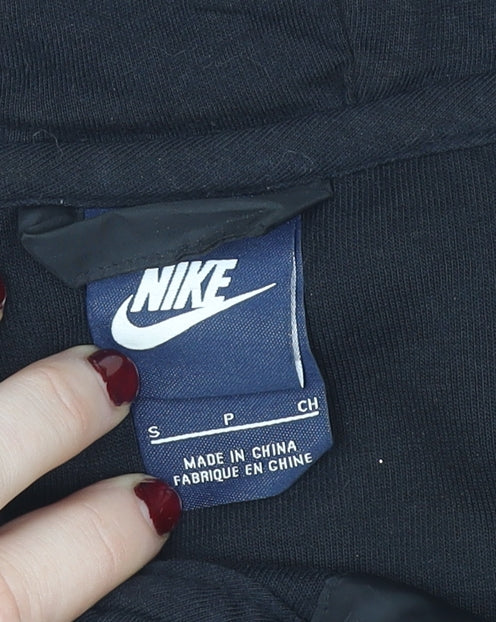 NIKE
S P CH
MADE IN CHINA
FABRIQUE EN CHINE